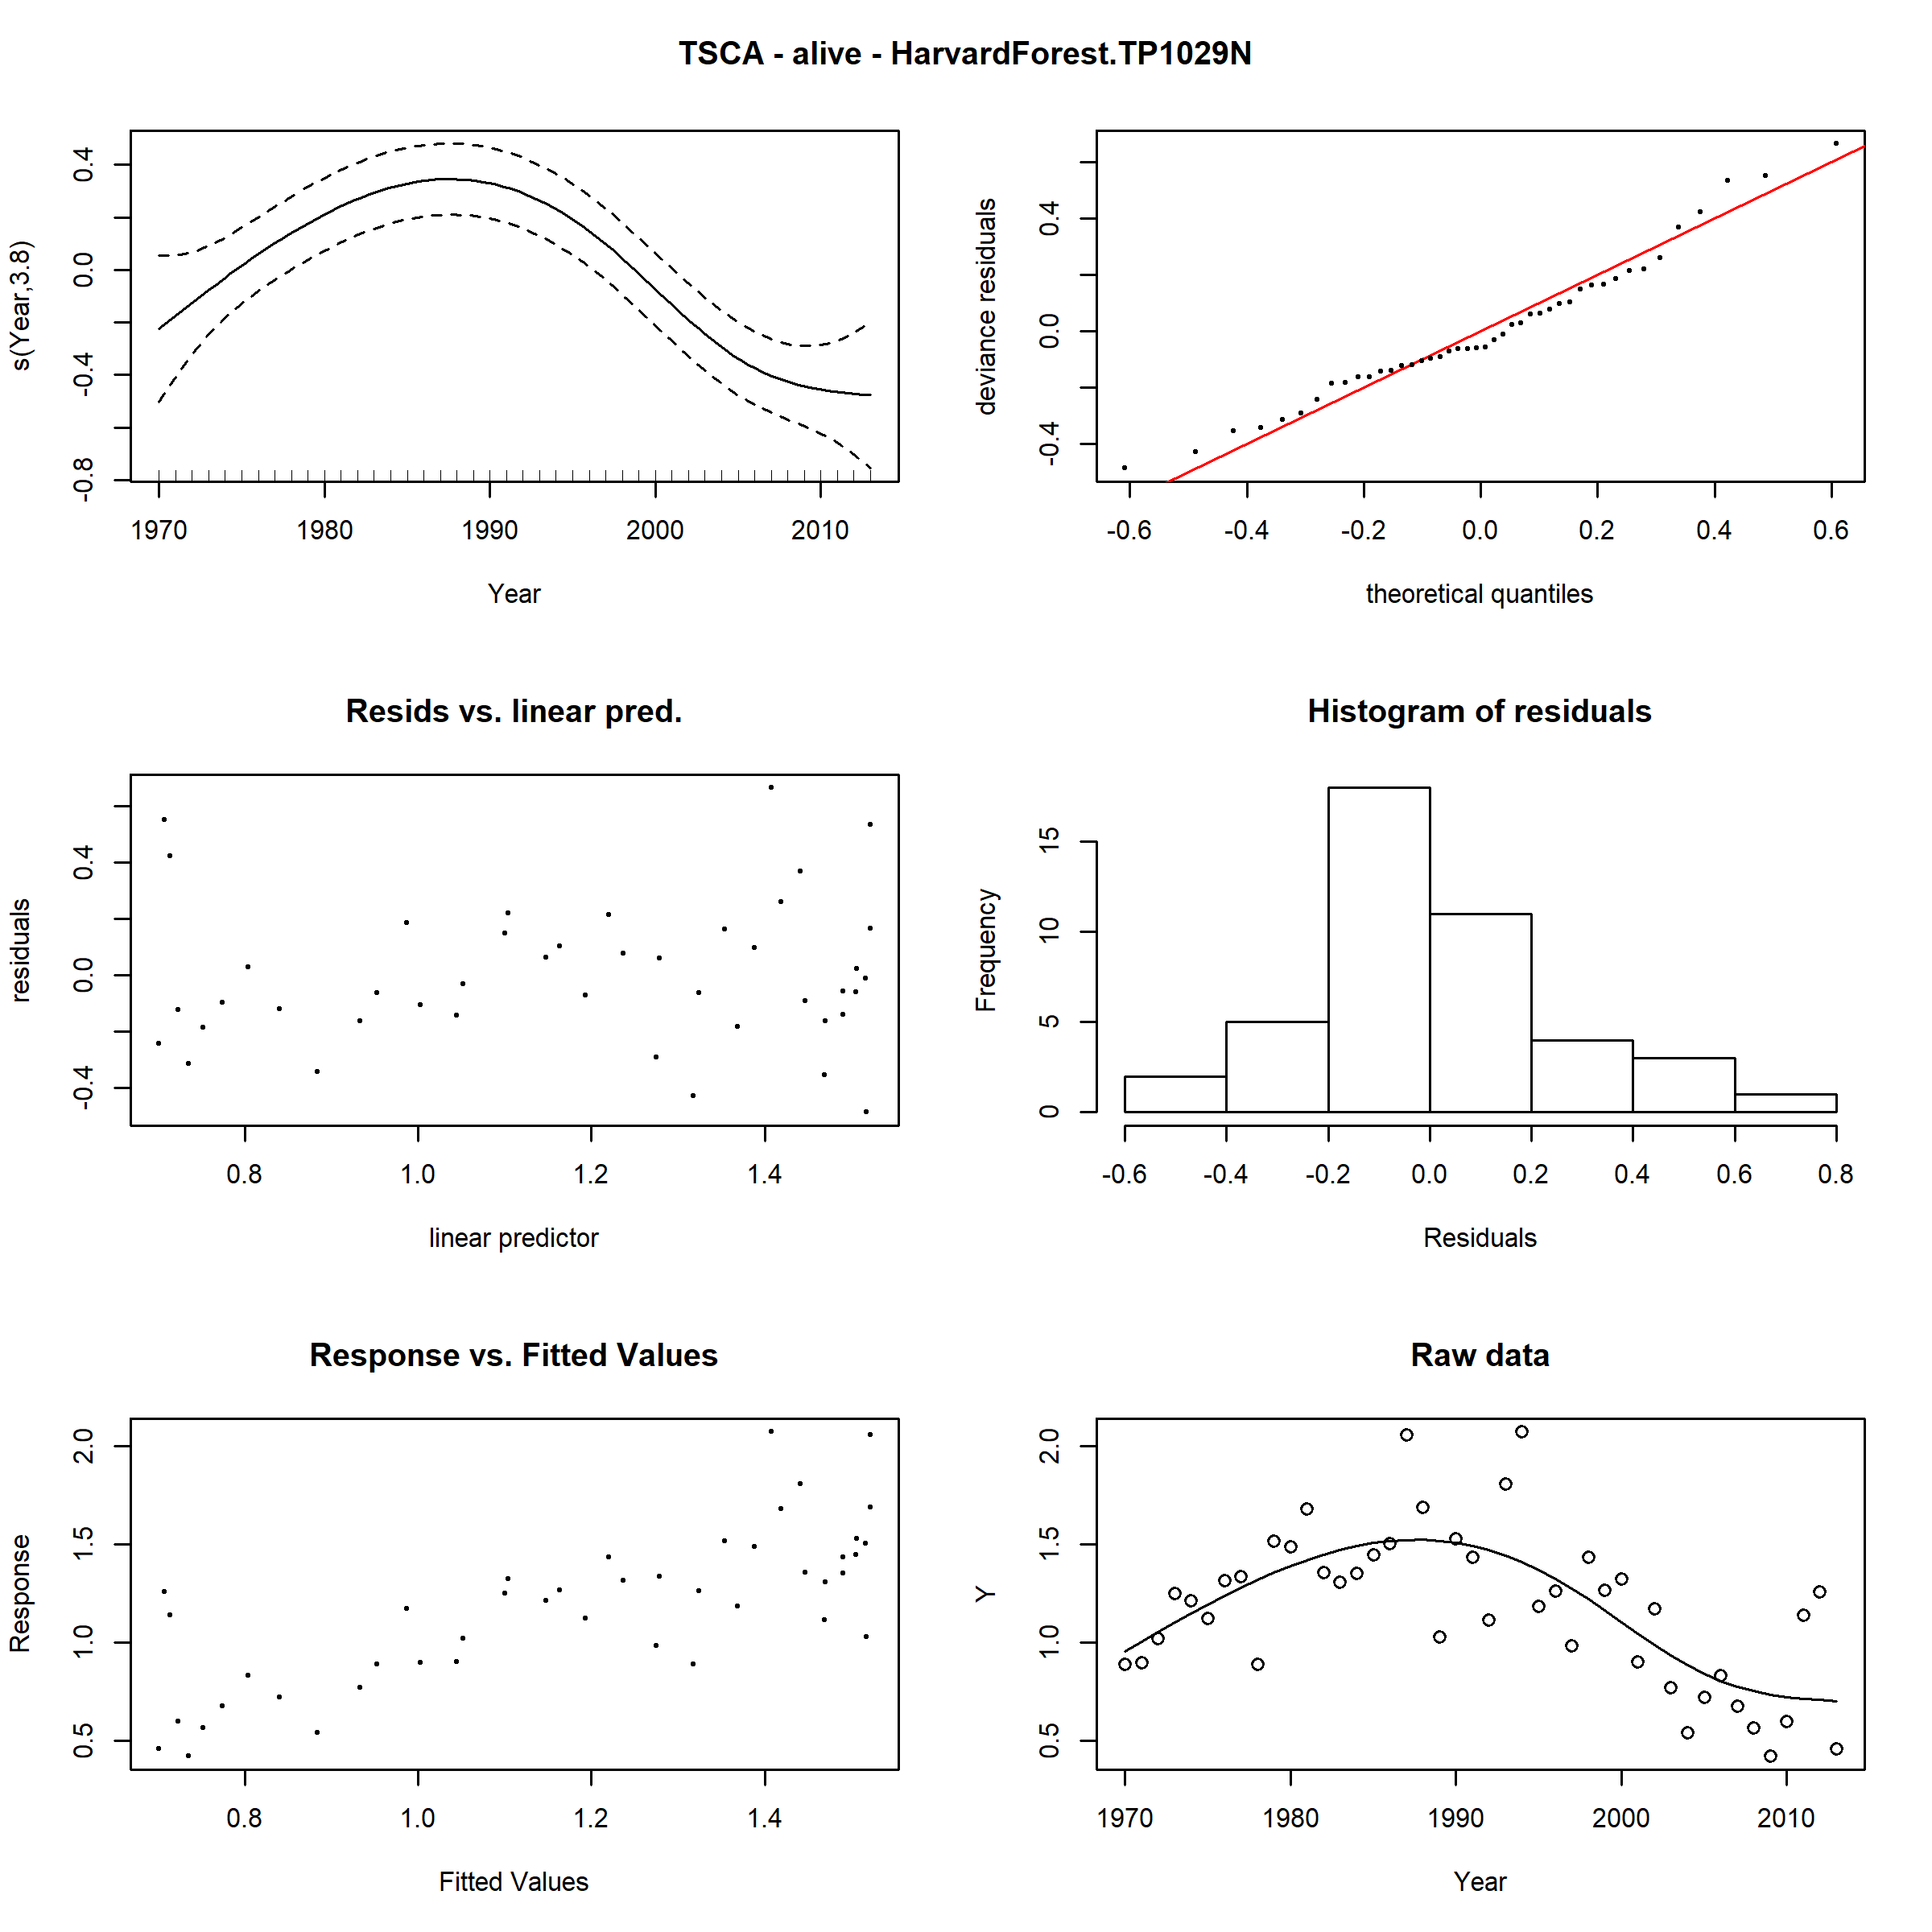 TSCA - alive - HarvardForest.TP1029N
s(Year,3.8)
0.4
0.0
-0.4
-0.8
1970 1980 1990 2000 2010
Year
deviance residuals
0.4
0.0
-0.4
-0.6 -0.4 -0.2 0.0 0.2 0.4 0.6
theoretical quantiles
Resids vs. linear pred.
residuals
0.4
0.0
-0.4
0.8 1.0 1.2 1.4
linear predictor
Histogram of residuals
Frequency
15
10
5
0
-0.6 -0.4 -0.2 0.0 0.2 0.4 0.6 0.8
Residuals
Response vs. Fitted Values
Response
2.0
1.5
1.0
0.5
0.8 1.0 1.2 1.4
Fitted Values
Raw data
Y
2.0
1.5
1.0
0.5
1970 1980 1990 2000 2010
Year